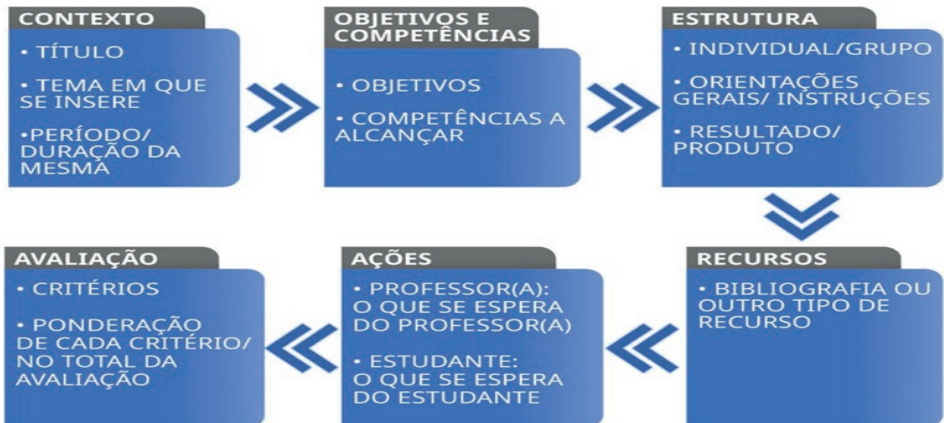 CONTEXTO
• TÍTULO
• TEMA EM QUE
SE INSERE
•PERÍODO/
DURAÇÃO DA
MESMA
OBJETIVOS E
COMPETÊNCIAS
• OBJETIVOS
• COMPETÊNCIAS A
ALCANÇAR
ESTRUTURA
• INDIVIDUAL/GRUPO
• ORIENTAÇÕES
GERAIS/ INSTRUÇÕES
• RESULTADO/
PRODUTO
RECURSOS
• BIBLIOGRAFIA OU
OUTRO TIPO DE
RECURSO
AÇÕES
• PROFESSOR(A):
O QUE SE ESPERA
DO PROFESSOR(A)
• ESTUDANTE:
O QUE SE ESPERA
DO ESTUDANTE
AVALIAÇÃO
• CRITÉRIOS
• PONDERAÇÃO
DE CADA CRITÉRIO/
NO TOTAL DA
AVALIAÇÃO